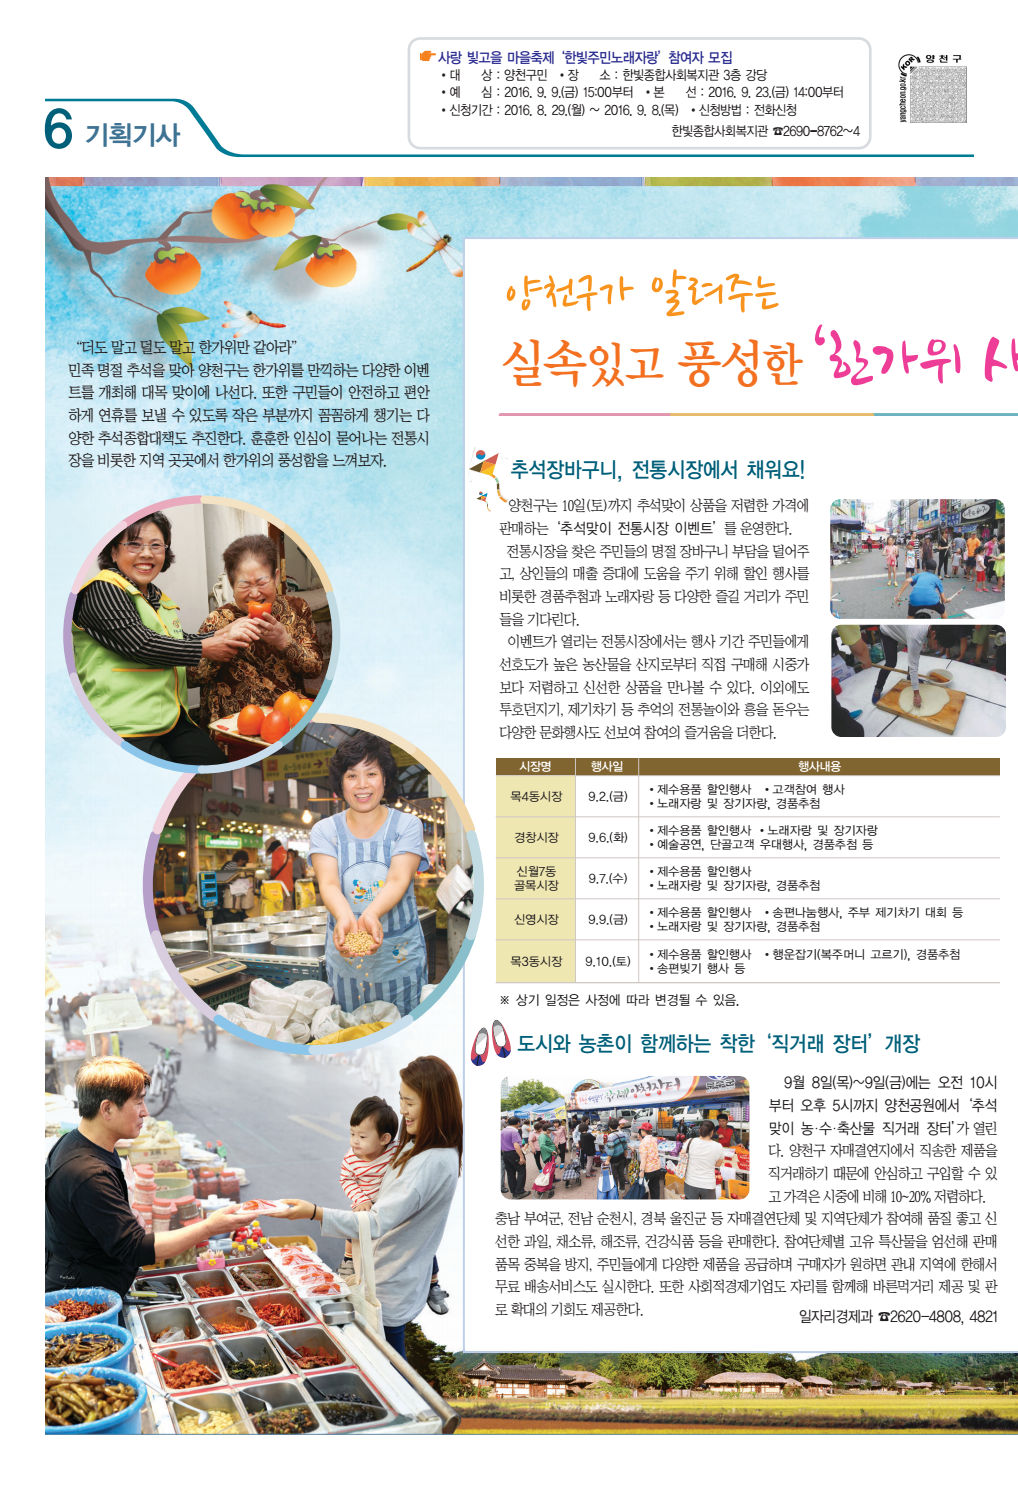 ☛사랑 빛고을 마을축제 ‘한빛주민노래자랑’ 참여자 모집
•대 상 : 양천구민 •장 소 : 한빛종합사회복지관 3층 강당
•예 심 : 2016. 9. 9.(금) 15:00부터 •본 선 : 2016. 9. 23.(금) 14:00부터
•신청기간 : 2016. 8. 29.(월) ~ 2016. 9. 8.(목) •신청방법 : 전화신청
한빛종합사회복지관 ☎2690-8762~4
양천구
6 기획기사
“더도 말고 덜도 말고 한가위만 같아라”
민족 명절 추석을 맞아 양천구는 한가위를 만끽하는 다양한 이벤
트를 개최해 대목 맞이에 나선다. 또한 구민들이 안전하고 편안
하게 연휴를 보낼 수 있도록 작은 부분까지 꼼꼼하게 챙기는 다
양한 추석종합대책도 추진한다. 훈훈한 인심이 묻어나는 전통시
장을 비롯한 지역 곳곳에서 한가위의 풍성함을 느껴보자.
양천구가 알려주는
실속있고 풍성한 ‘한가위 사
추석장바구니, 전통시장에서 채워요!
양천구는 10일(토)까지 추석맞이 상품을 저렴한 가격에
판매하는 ‘추석맞이 전통시장 이벤트’를 운영한다.
전통시장을 찾은 주민들의 명절 장바구니 부담을 덜어주
고, 상인들의 매출 증대에 도움을 주기 위해 할인 행사를
비롯한 경품추첨과 노래자랑 등 다양한 즐길 거리가 주민
들을 기다린다.
이벤트가 열리는 전통시장에서는 행사 기간 주민들에게
선호도가 높은 농산물을 산지로부터 직접 구매해 시중가
보다 저렴하고 신선한 상품을 만나볼 수 있다. 이외에도
투호던지기, 제기차기 등 추억의 전통놀이와 흥을 돋우는
다양한 문화행사도 선보여 참여의 즐거움을 더한다.
시장명 행사일 행사내용
목4동시장 9.2.(금) •제수용품 할인행사 •고객참여 행사
•노래자랑 및 장기자랑, 경품추첨
경창시장 9.6.(화) •제수용품 할인행사 •노래자랑 및 장기자랑
•예술공연, 단골고객 우대행사, 경품추첨 등
신월7동
골목시장 9.7.(수) •제수용품 할인행사
•노래자랑 및 장기자랑, 경품추첨
신영시장 9.9.(금) •제수용품 할인행사 •송편나눔행사, 주부 제기차기 대회 등
•노래자랑 및 장기자랑, 경품추첨
목3동시장 9.10.(토) •제수용품 할인행사 •행운잡기(복주머니 고르기), 경품추첨
•송편빚기 행사 등
※ 상기 일정은 사정에 따라 변경될 수 있음.
도시와 농촌이 함께하는 착한 ‘직거래 장터’ 개장
9월 8일(목)~9일(금)에는 오전 10시
부터 오후 5시까지 양천공원에서 ‘추석
맞이 농·수·축산물 직거래 장터’가 열린
다. 양천구 자매결연지에서 직송한 제품을
직거래하기 때문에 안심하고 구입할 수 있
고 가격은 시중에 비해 10~20% 저렴하다.
충남 부여군, 전남 순천시, 경북 울진군 등 자매결연단체 및 지역단체가 참여해 품질 좋고 신
선한 과일, 채소류, 해조류, 건강식품 등을 판매한다. 참여단체별 고유 특산물을 엄선해 판매
품목 중복을 방지, 주민들에게 다양한 제품을 공급하며 구매자가 원하면 관내 지역에 한해서
무료 배송서비스도 실시한다. 또한 사회적경제기업도 자리를 함께해 바른먹거리 제공 및 판
로 확대의 기회도 제공한다.
일자리경제과 ☎2620-4808, 4821